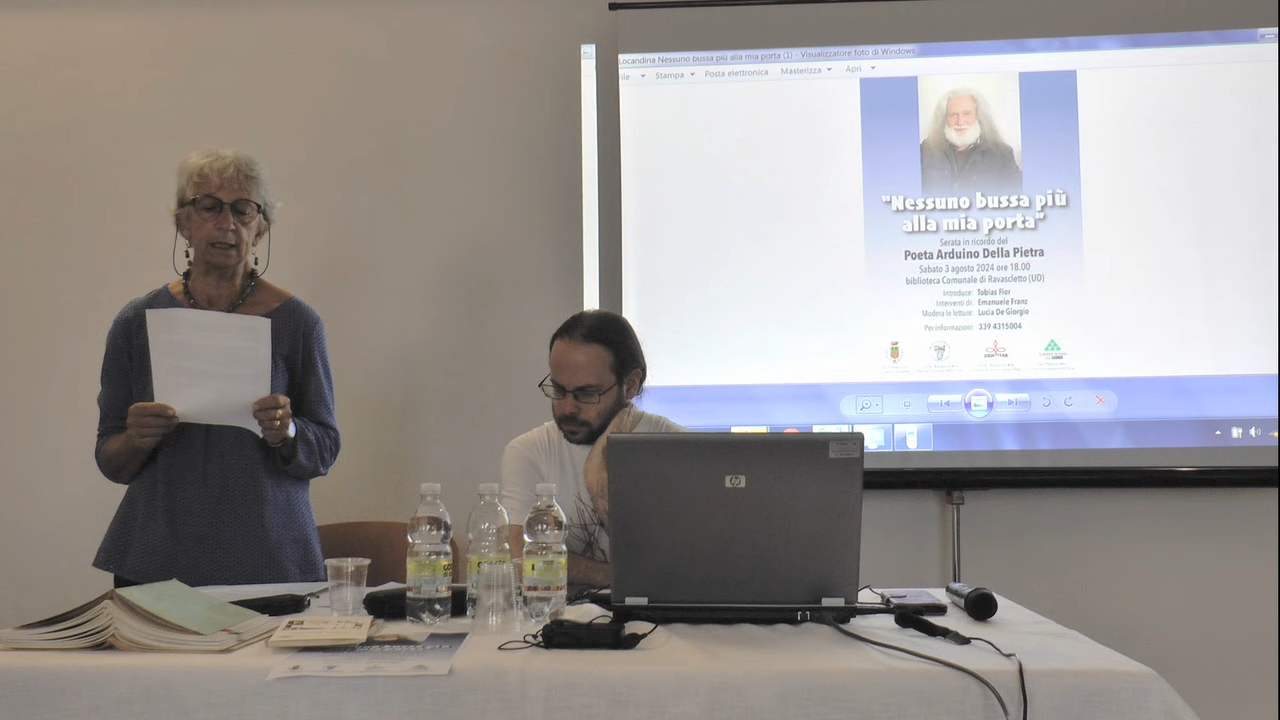 Locandina Nessuno bussa più alla mia porta (1) - Visualizzatore foto di Windows
File Stampa Posta elettronica Masterizza Apri
"Nessuno bussa più
alla mia porta"
Serata in ricordo del
Poeta Arduino Della Pietra
Sabato 3 agosto 2024 ore 18.00
biblioteca Comunale di Ravascletto (UD)
Introduce: Tobias Fior
Interventi di: Emanuele Franz
Modera le letture: Lucia De Giorgio
Per informazioni: 339 4315004
hp